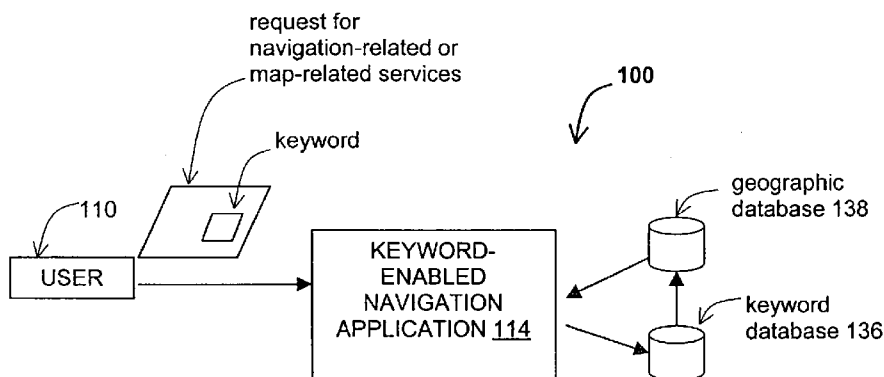 request for
navigation-related or
map-related services
100
keyword
110
geographic
database 138
USER
KEYWORD-
ENABLED
NAVIGATION
APPLICATION 114
keyword
database 136